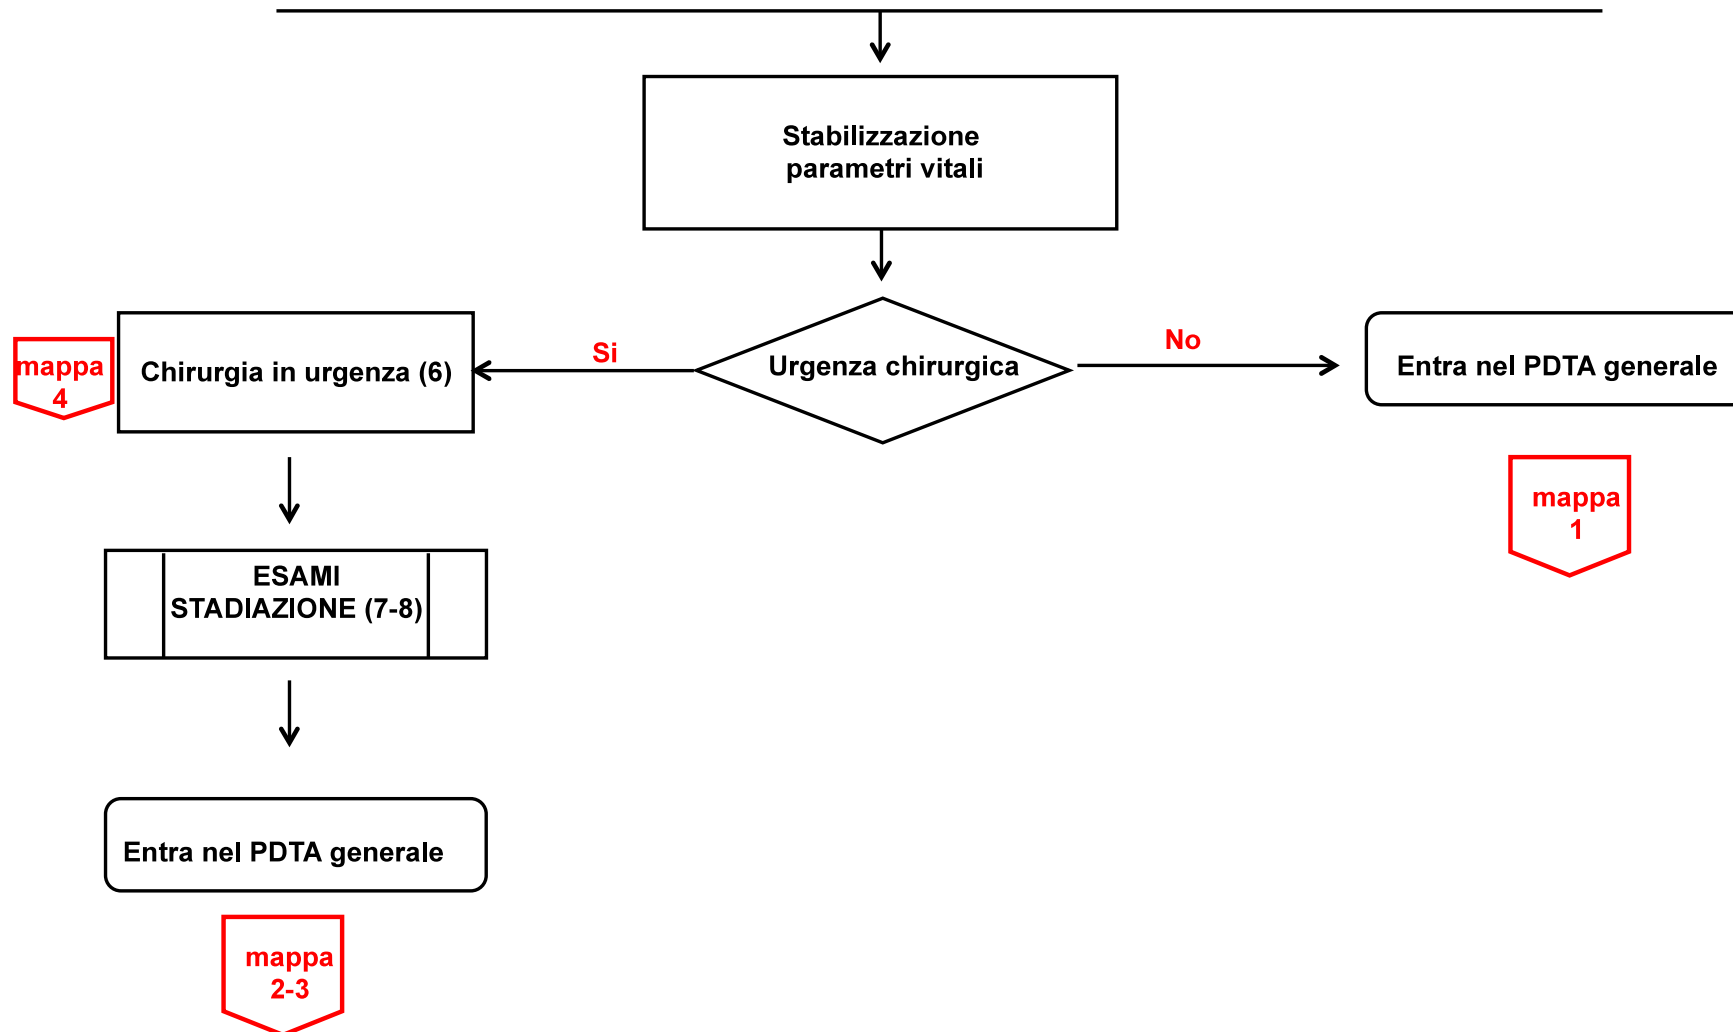 Stabilizzazione
parametri vitali
mappa
4
Chirurgia in urgenza (6)
Si
Urgenza chirurgica
No
Entra nel PDTA generale
mappa
1
ESAMI
STADIAZIONE (7-8)
Entra nel PDTA generale
mappa
2-3